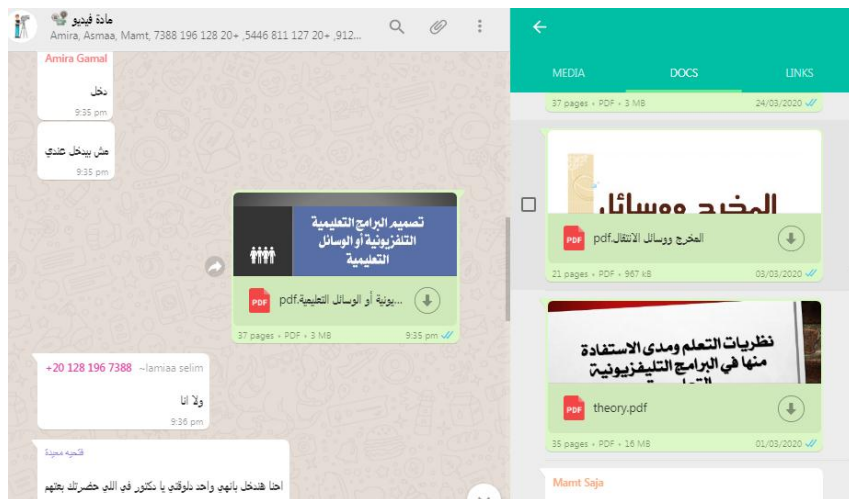 مادة فيديو
Amira, Asmaa, Mamt, 7388 196 128 20+ ,5446 811 127 20+ ,912...
Amira Gamal
دخل
9:35 pm
مش بيدخل عندي
9:35 pm
تصميم البرامج التعليمية
التلفزيونية أو الوسائل
التعليمية
PDF
...يونية أو الوسائل التعليمية.pdf
37 pages • PDF • 3 MB
9:35 pm
+20 128 196 7388 ~lamiaa selim
ولا انا
9:36 pm
احنا هندخل بانهي واحد دلوقتي يا دكتور في اللي حضرتك بعتهم
MEDIA
DOCS
LINKS
37 pages • PDF • 3 MB
24/03/2020
المخرج ووسائل
PDF
المخرج ووسائل الانتقال.pdf
21 pages • PDF • 967 kB
03/03/2020
نظريات التعلم ومدى الاستفادة
منها في البرامج التليفزيونية
PDF
theory.pdf
35 pages • PDF • 16 MB
01/03/2020
Mamt Saja